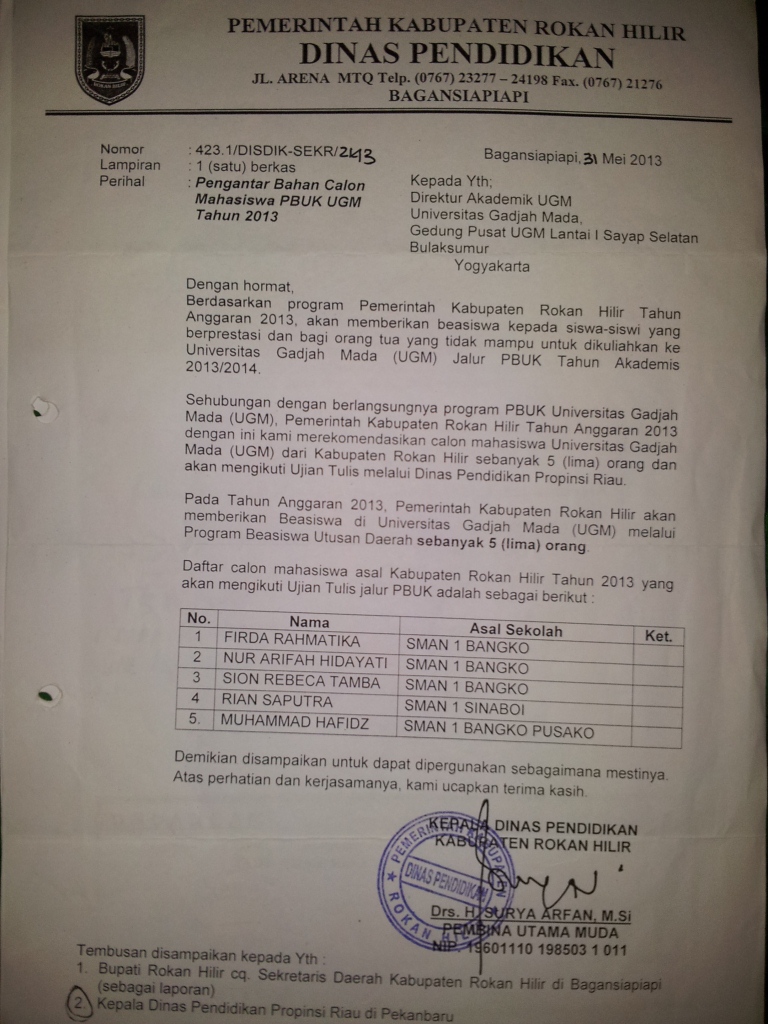 PEMERINTAH KABUPATEN ROKAN HILIR
DINAS PENDIDIKAN
JL. ARENA MTQ Telp. (0767) 23277 – 24198 Fax. (0767) 21276
BAGANSIAPIAPI
Nomor : 423.1/DISDIK-SEKR/2143
Lampiran : 1 (satu) berkas
Perihal : Pengantar Bahan Calon
Mahasiswa PBUK UGM
Tahun 2013
Bagansiapiapi, 31 Mei 2013
Kepada Yth;
Direktur Akademik UGM
Universitas Gadjah Mada,
Gedung Pusat UGM Lantai I Sayap Selatan
Bulaksumur
Yogyakarta
Dengan hormat,
Berdasarkan program Pemerintah Kabupaten Rokan Hilir Tahun
Anggaran 2013, akan memberikan beasiswa kepada siswa-siswi yang
berprestasi dan bagi orang tua yang tidak mampu untuk dikuliahkan ke
Universitas Gadjah Mada (UGM) Jalur PBUK Tahun Akademis
2013/2014.
Sehubungan dengan berlangsungnya program PBUK Universitas Gadjah
Mada (UGM), Pemerintah Kabupaten Rokan Hilir Tahun Anggaran 2013
dengan ini kami merekomendasikan calon mahasiswa Universitas Gadjah
Mada (UGM) dari Kabupaten Rokan Hilir sebanyak 5 (lima) orang dan
akan mengikuti Ujian Tulis melalui Dinas Pendidikan Propinsi Riau.
Pada Tahun Anggaran 2013, Pemerintah Kabupaten Rokan Hilir akan
memberikan Beasiswa di Universitas Gadjah Mada (UGM) melalui
Program Beasiswa Utusan Daerah sebanyak 5 (lima) orang.
Daftar calon mahasiswa asal Kabupaten Rokan Hilir Tahun 2013 yang
akan mengikuti Ujian Tulis jalur PBUK adalah sebagai berikut :
No. Nama Asal Sekolah Ket.
1 FIRDA RAHMATIKA SMAN 1 BANGKO
2 NUR ARIFAH HIDAYATI SMAN 1 BANGKO
3 SION REBECA TAMBA SMAN 1 BANGKO
4 RIAN SAPUTRA SMAN 1 SINABOI
5. MUHAMMAD HAFIDZ SMAN 1 BANGKO PUSAKO
Demikian disampaikan untuk dapat dipergunakan sebagaimana mestinya.
Atas perhatian dan kerjasamanya, kami ucapkan terima kasih.
KEPALA DINAS PENDIDIKAN
KABUPATEN ROKAN HILIR
PEMERINTAH KABUPATEN
DINAS PENDIDIKAN
ROKAN HILIR
Drs. H. SURYA ARFAN, M.Si
PEMBINA UTAMA MUDA
NIP. 19601110 198503 1 011
Tembusan disampaikan kepada Yth :
1. Bupati Rokan Hilir cq. Sekretaris Daerah Kabupaten Rokan Hilir di Bagansiapiapi
(sebagai laporan)
2. Kepala Dinas Pendidikan Propinsi Riau di Pekanbaru